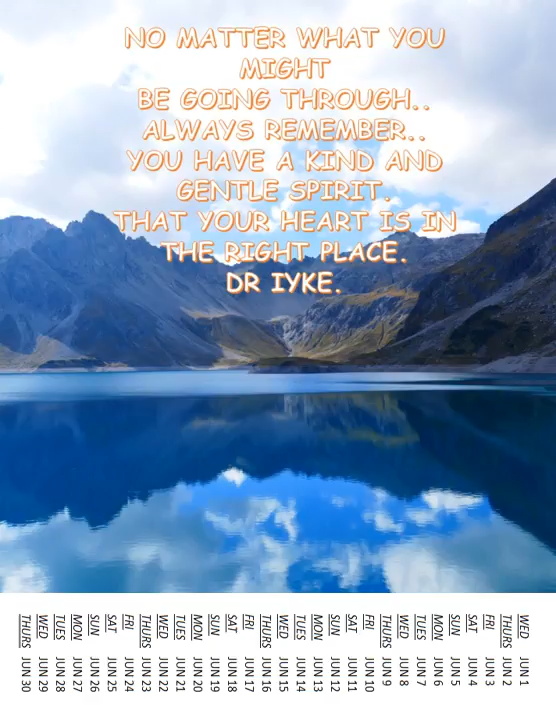 NO MATTER WHAT YOU
MIGHT
BE GOING THROUGH..
ALWAYS REMEMBER..
YOU HAVE A KIND AND
GENTLE SPIRIT.
THAT YOUR HEART IS IN
THE RIGHT PLACE.
DR IYKE.
WED JUN 1
THURS JUN 2
FRI JUN 3
SAT JUN 4
SUN JUN 5
MON JUN 6
TUES JUN 7
WED JUN 8
THURS JUN 9
FRI JUN 10
SAT JUN 11
SUN JUN 12
MON JUN 13
TUES JUN 14
WED JUN 15
THURS JUN 16
FRI JUN 17
SAT JUN 18
SUN JUN 19
MON JUN 20
TUES JUN 21
WED JUN 22
THURS JUN 23
FRI JUN 24
SAT JUN 25
SUN JUN 26
MON JUN 27
TUES JUN 28
WED JUN 29
THURS JUN 30